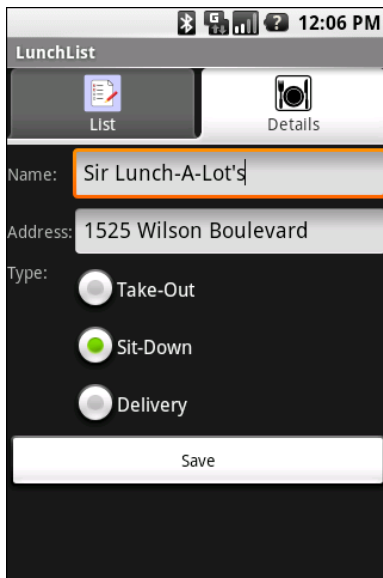 12:06 PM
LunchList
List Details
Name: Sir Lunch-A-Lot's
Address: 1525 Wilson Boulevard
Type:
Take-Out
Sit-Down
Delivery
Save